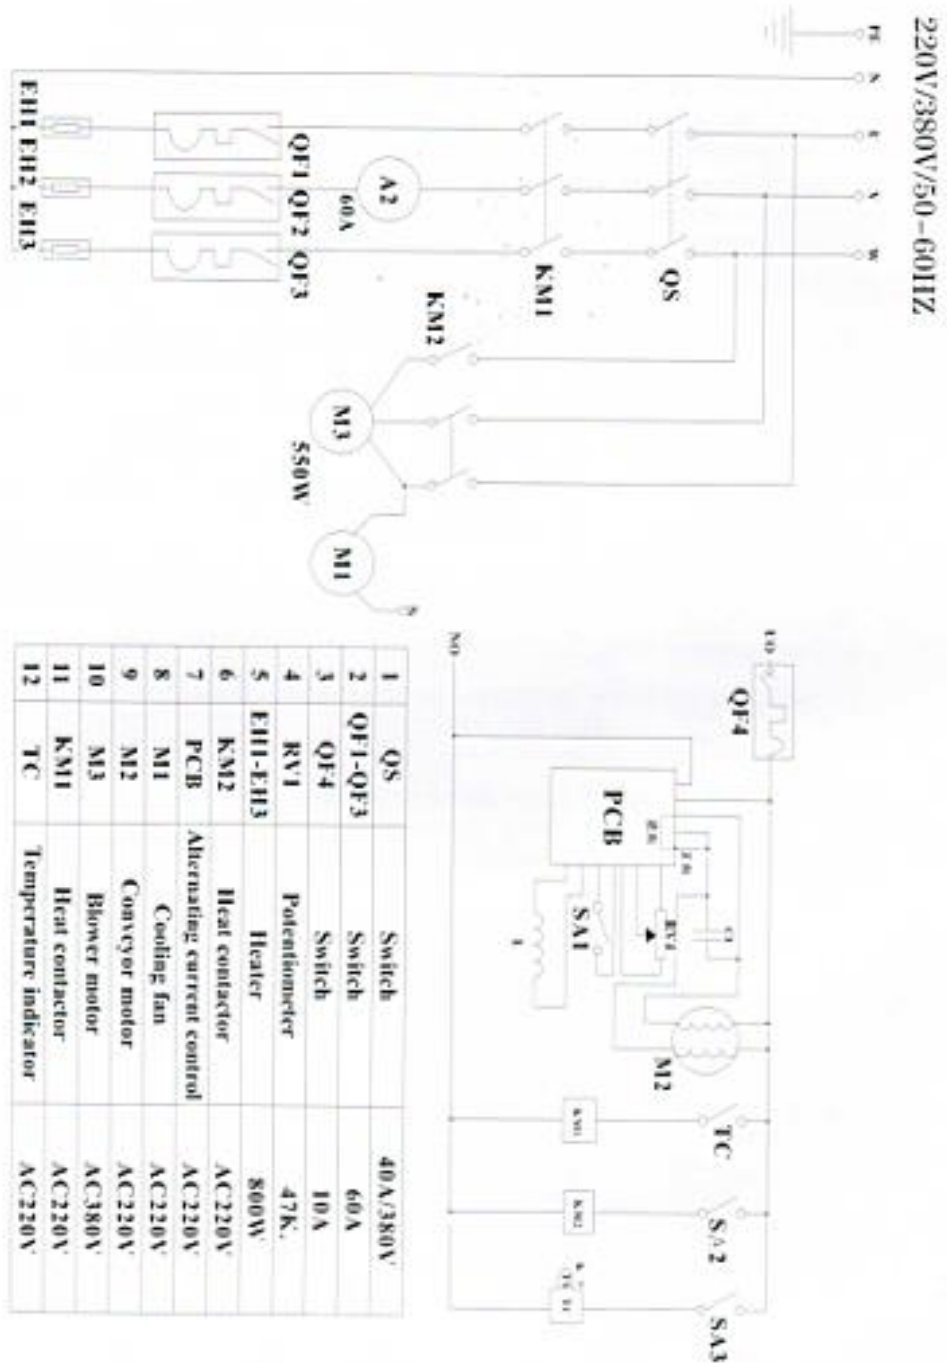 220V/380V/50-60HZ
PE
N
U
W
QS
KM1
A2
60A
QF1
QF2
QF3
EH1 EH2 EH3
KM2
M3
550W
M1
N
QF4
PCB
SA1
C1
M2
TC
SA2
SA3
KM1
KM2
1 QS Switch 40A/380V
2 QF1-QF3 Switch 60A
3 QF4 Switch 10A
4 RV1 Potentiometer 47K.
5 EH1-EH3 Heater 800W
6 KM2 Heat contactor AC220V
7 PCB Alternating current control AC220V
8 M1 Cooling fan AC220V
9 M2 Conveyor motor AC220V
10 M3 Blower motor AC380V
11 KM1 Heat contactor AC220V
12 TC Temperature indicator AC220V